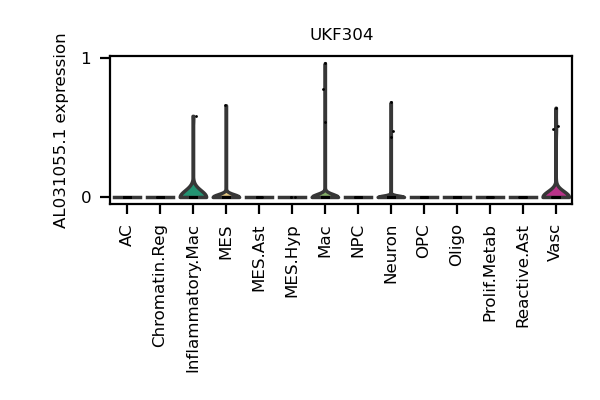 UKF304
AL031055.1 expression
1
0
AC
Chromatin.Reg
Inflammatory.Mac
MES
MES.Ast
MES.Hyp
Mac
NPC
Neuron
OPC
Oligo
Prolif.Metab
Reactive.Ast
Vasc